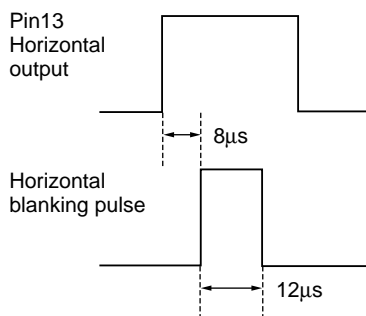 Pin13
Horizontal
output
8μs
Horizontal
blanking pulse
12μs